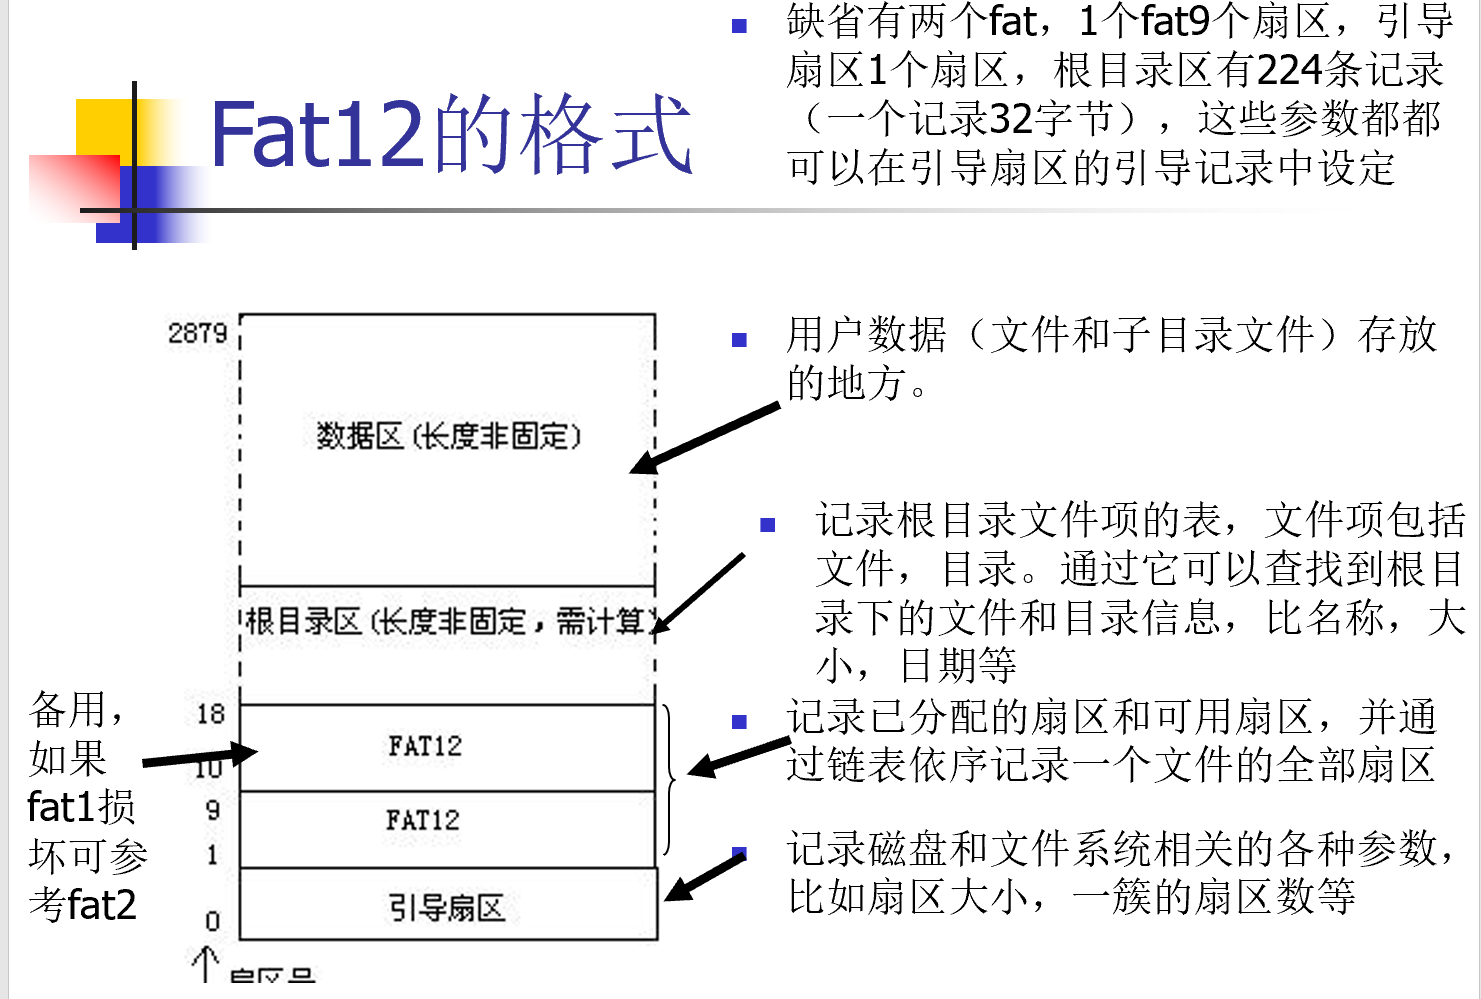 Fat12的格式
缺省有两个fat，1个fat9个扇区，引导
扇区1个扇区，根目录区有224条记录
（一个记录32字节），这些参数都都
可以在引导扇区的引导记录中设定
用户数据（文件和子目录文件）存放
的地方。
记录根目录文件项的表，文件项包括
文件，目录。通过它可以查找到根目
录下的文件和目录信息，比名称，大
小，日期等
记录已分配的扇区和可用扇区，并通
过链表依序记录一个文件的全部扇区
记录磁盘和文件系统相关的各种参数，
比如扇区大小，一簇的扇区数等
2879
数据区(长度非固定)
根目录区(长度非固定，需计算)
18
FAT12
10
9
FAT12
1
引导扇区
0
扇区号
备用，
如果
fat1损
坏可参
考fat2